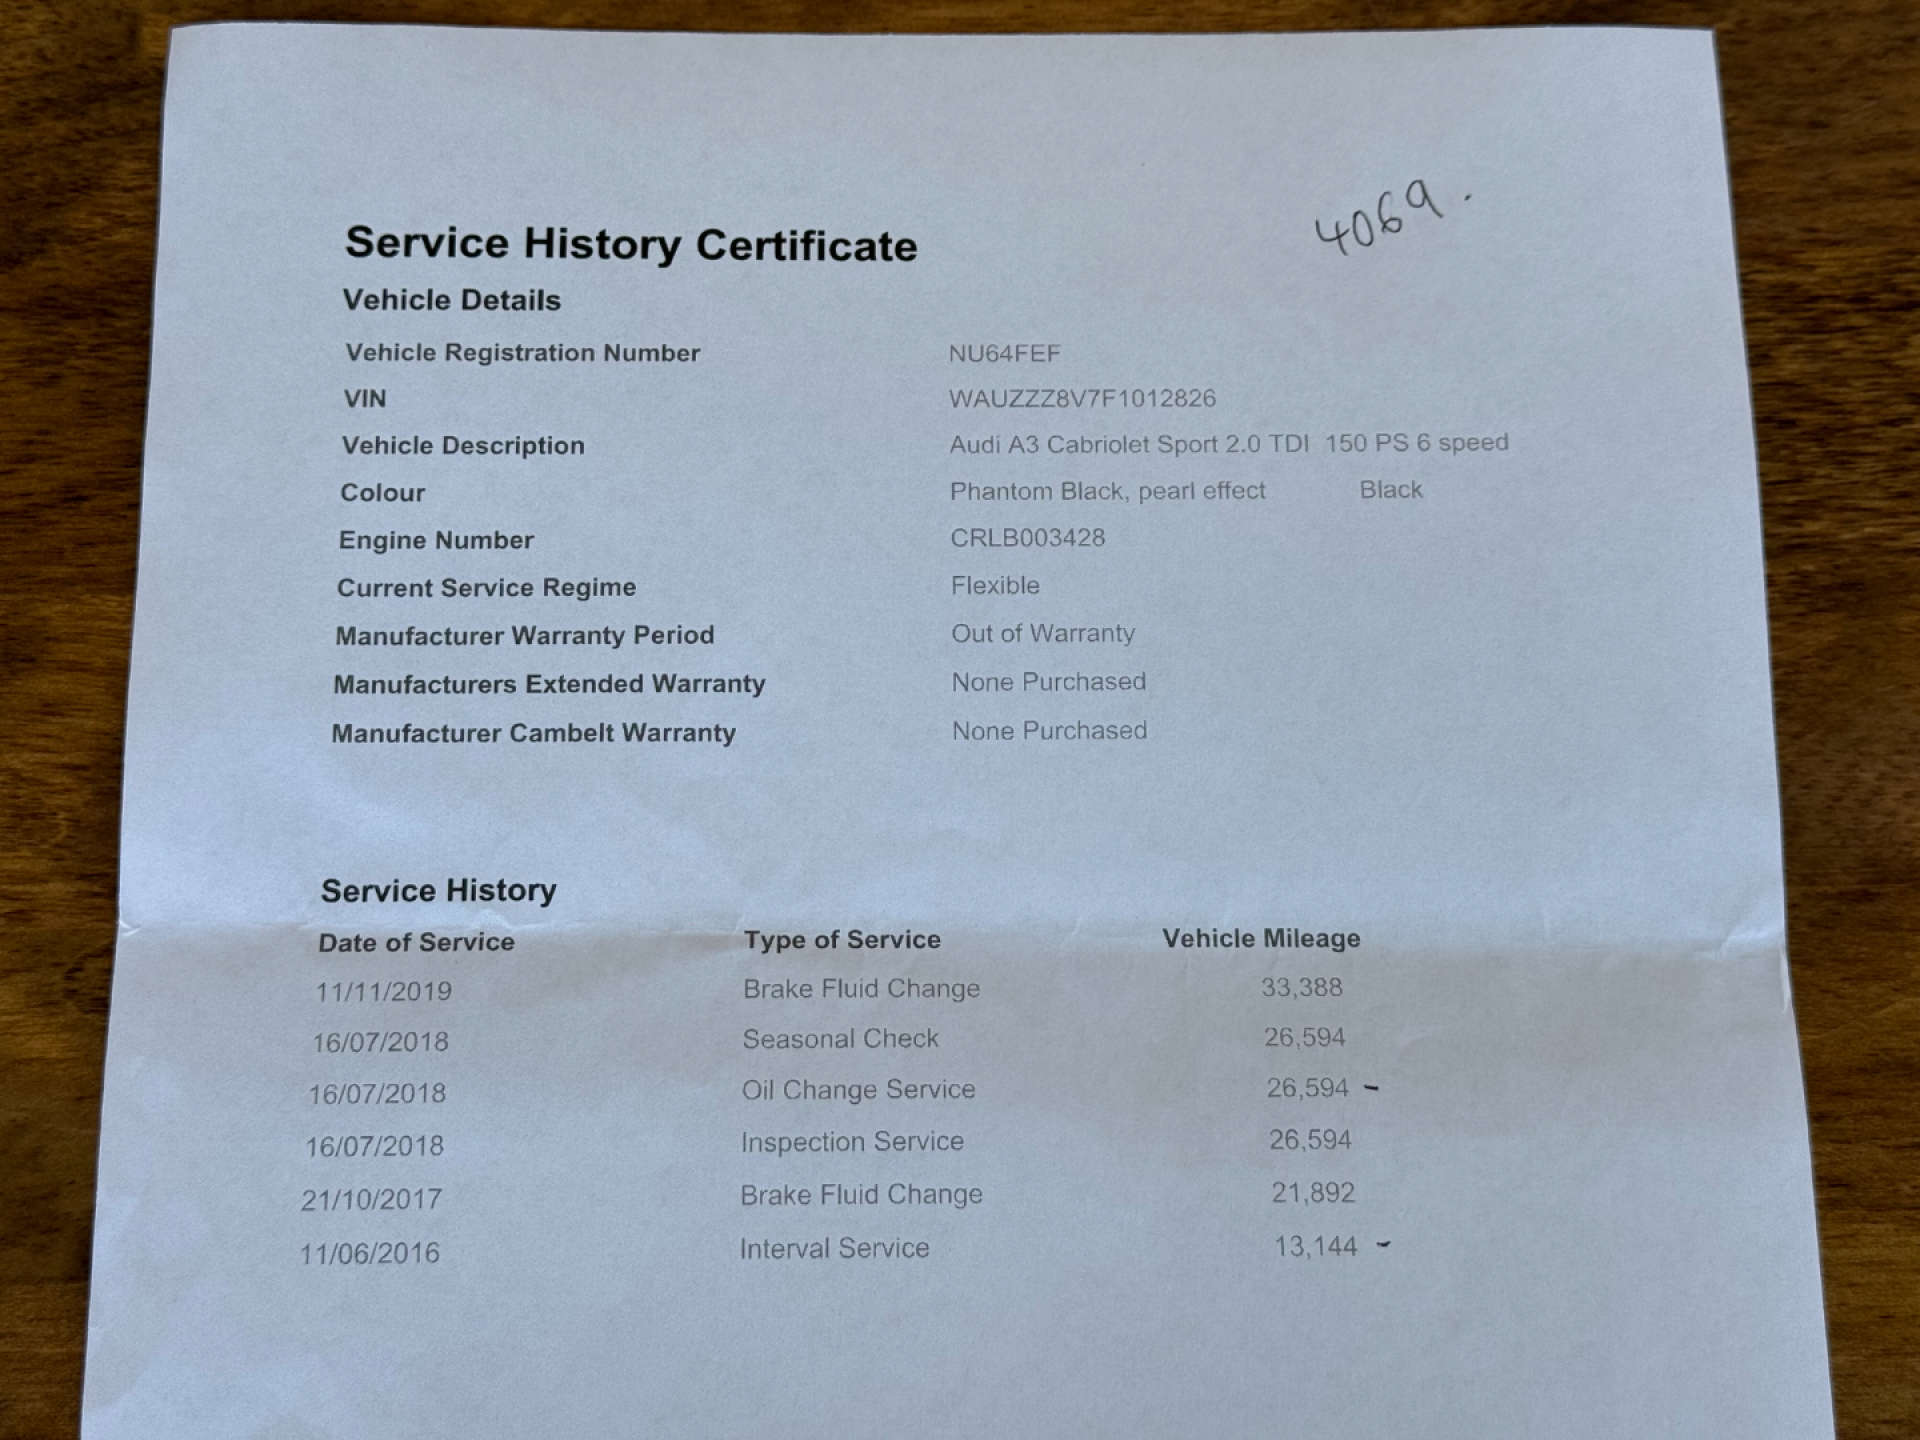 4069.
Service History Certificate
Vehicle Details
Vehicle Registration Number NU64FEF
VIN WAUZZZ8V7F1012826
Vehicle Description Audi A3 Cabriolet Sport 2.0 TDI 150 PS 6 speed
Colour Phantom Black, pearl effect Black
Engine Number CRLB003428
Current Service Regime Flexible
Manufacturer Warranty Period Out of Warranty
Manufacturers Extended Warranty None Purchased
Manufacturer Cambelt Warranty None Purchased
Service History
Date of Service Type of Service Vehicle Mileage
11/11/2019 Brake Fluid Change 33,388
16/07/2018 Seasonal Check 26,594
16/07/2018 Oil Change Service 26,594 -
16/07/2018 Inspection Service 26,594
21/10/2017 Brake Fluid Change 21,892
11/06/2016 Interval Service 13,144 -